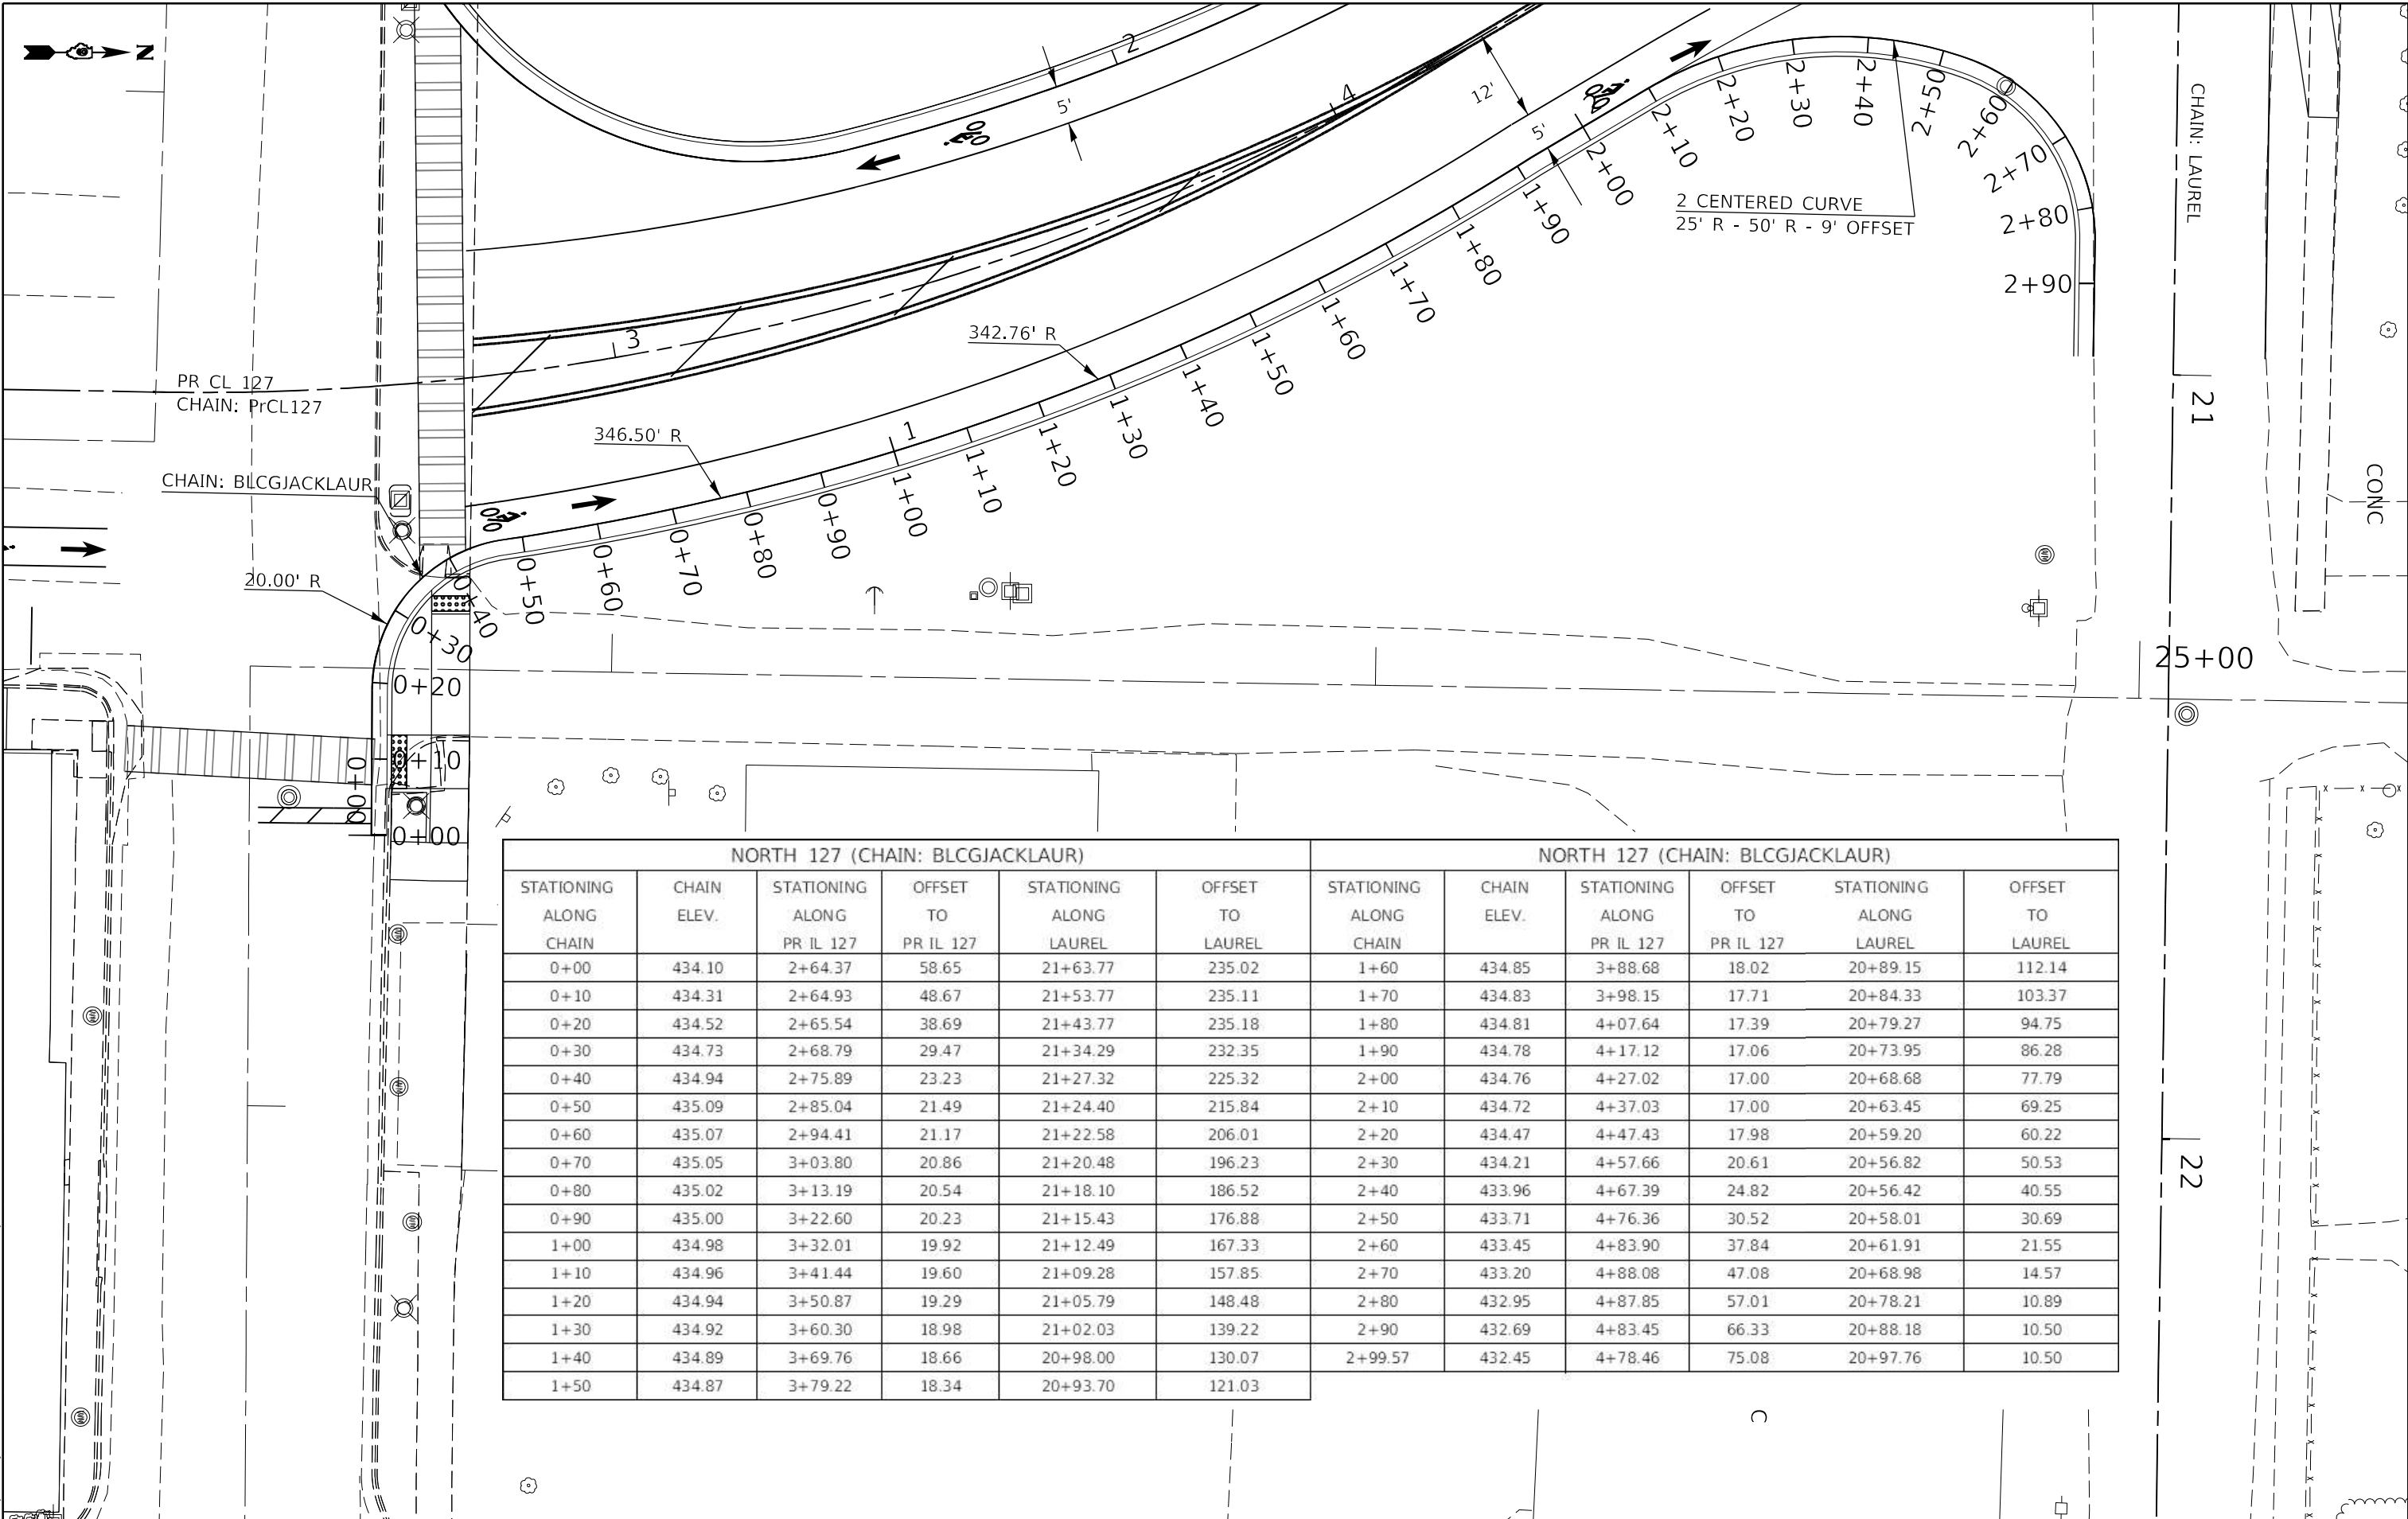 N
2
5'
4
12'
5'
2+00
2+10
2+20
2+30
2+40
2+50
2+60
2+70
2+80
2+90
CHAIN: LAUREL
2 CENTERED CURVE
25' R - 50' R - 9' OFFSET
1+90
1+80
1+70
1+60
1+50
1+40
1+30
1+20
1+10
1+00
1
0+90
0+80
0+70
0+60
0+50
0+40
0+30
0+20
0+10
0+00
0+00
3
342.76' R
PR CL 127
CHAIN: PrCL127
346.50' R
CHAIN: BLCGJACKLAUR
20.00' R
21
CONC
25+00
22
NORTH 127 (CHAIN: BLCGJACKLAUR) NORTH 127 (CHAIN: BLCGJACKLAUR)
STATIONING CHAIN STATIONING OFFSET STATIONING OFFSET STATIONING CHAIN STATIONING OFFSET STATIONING OFFSET
ALONG ELEV. ALONG TO ALONG TO ALONG ELEV. ALONG TO ALONG TO
CHAIN PR IL 127 PR IL 127 LAUREL LAUREL CHAIN PR IL 127 PR IL 127 LAUREL LAUREL
0+00 434.10 2+64.37 58.65 21+63.77 235.02 1+60 434.85 3+88.68 18.02 20+89.15 112.14
0+10 434.31 2+64.93 48.67 21+53.77 235.11 1+70 434.83 3+98.15 17.71 20+84.33 103.37
0+20 434.52 2+65.54 38.69 21+43.77 235.18 1+80 434.81 4+07.64 17.39 20+79.27 94.75
0+30 434.73 2+68.79 29.47 21+34.29 232.35 1+90 434.78 4+17.12 17.06 20+73.95 86.28
0+40 434.94 2+75.89 23.23 21+27.32 225.32 2+00 434.76 4+27.02 17.00 20+68.68 77.79
0+50 435.09 2+85.04 21.49 21+24.40 215.84 2+10 434.72 4+37.03 17.00 20+63.45 69.25
0+60 435.07 2+94.41 21.17 21+22.58 206.01 2+20 434.47 4+47.43 17.98 20+59.20 60.22
0+70 435.05 3+03.80 20.86 21+20.48 196.23 2+30 434.21 4+57.66 20.61 20+56.82 50.53
0+80 435.02 3+13.19 20.54 21+18.10 186.52 2+40 433.96 4+67.39 24.82 20+56.42 40.55
0+90 435.00 3+22.60 20.23 21+15.43 176.88 2+50 433.71 4+76.36 30.52 20+58.01 30.69
1+00 434.98 3+32.01 19.92 21+12.49 167.33 2+60 433.45 4+83.90 37.84 20+61.91 21.55
1+10 434.96 3+41.44 19.60 21+09.28 157.85 2+70 433.20 4+88.08 47.08 20+68.98 14.57
1+20 434.94 3+50.87 19.29 21+05.79 148.48 2+80 432.95 4+87.85 57.01 20+78.21 10.89
1+30 434.92 3+60.30 18.98 21+02.03 139.22 2+90 432.69 4+83.45 66.33 20+88.18 10.50
1+40 434.89 3+69.76 18.66 20+98.00 130.07 2+99.57 432.45 4+78.46 75.08 20+97.76 10.50
1+50 434.87 3+79.22 18.34 20+93.70 121.03
C